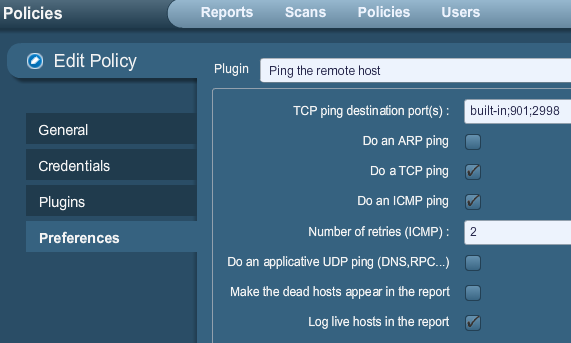 Policies
Reports Scans Policies Users
Edit Policy
General
Credentials
Plugins
Preferences
Plugin Ping the remote host
TCP ping destination port(s) : built-in;901;2998
Do an ARP ping
Do a TCP ping
Do an ICMP ping
Number of retries (ICMP) : 2
Do an applicative UDP ping (DNS,RPC...)
Make the dead hosts appear in the report
Log live hosts in the report